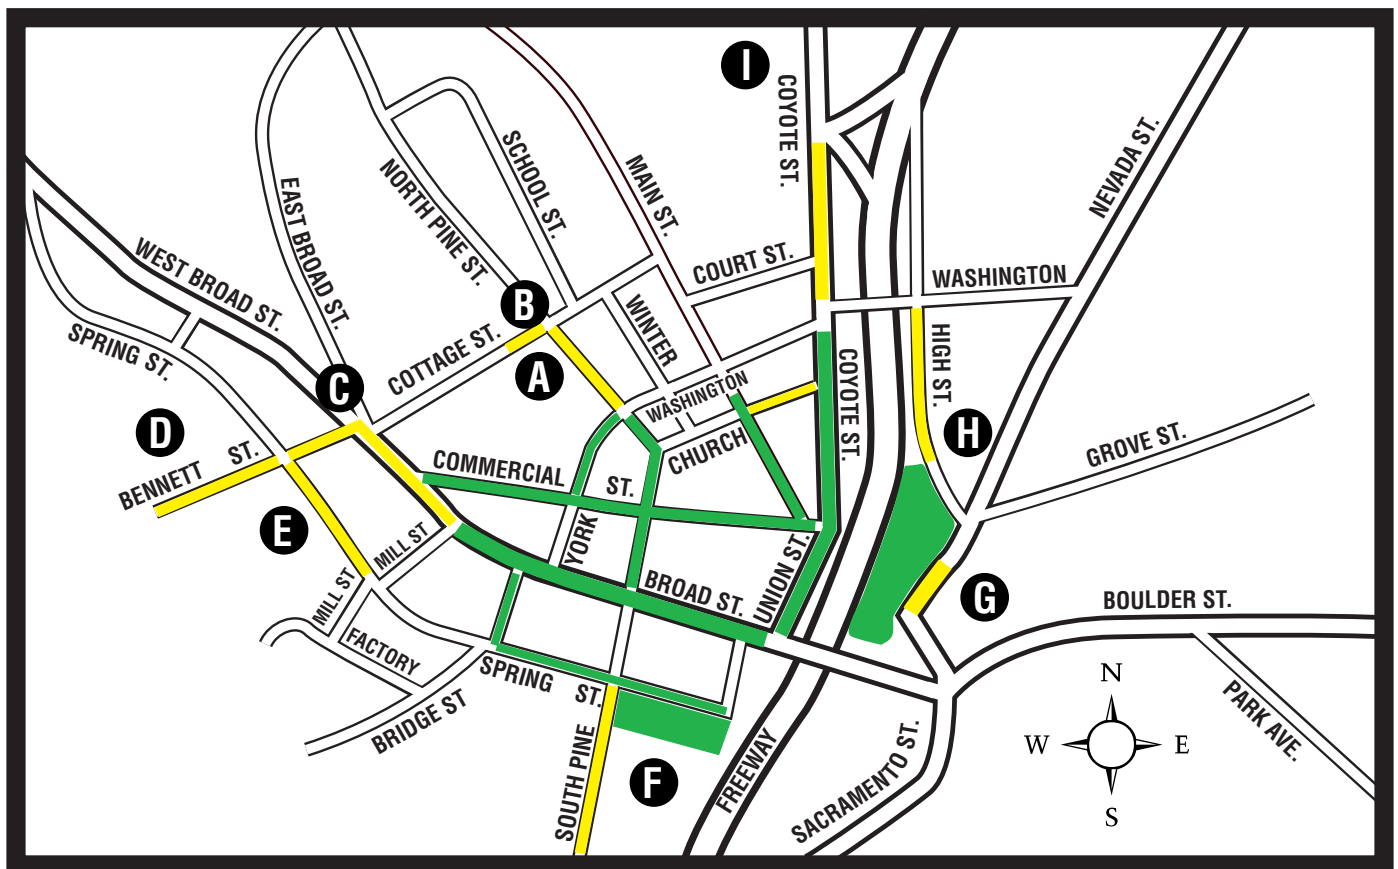 I
COYOTE ST.
SCHOOL ST.
NORTH PINE ST.
MAIN ST.
NEVADA ST.
EAST BROAD ST.
WEST BROAD ST.
COURT ST.
WASHINGTON
B
WINTER
SPRING ST.
COTTAGE ST.
A
C
HIGH ST.
COYOTE ST.
WASHINGTON
D
H
CHURCH
GROVE ST.
BENNETT ST.
COMMERCIAL ST.
E
MILL ST
YORK
UNION ST.
BROAD ST.
MILL ST
G
BOULDER ST.
FACTORY
SPRING ST.
BRIDGE ST
N
W
E
S
PARK AVE.
SOUTH PINE
F
FREEWAY
SACRAMENTO ST.